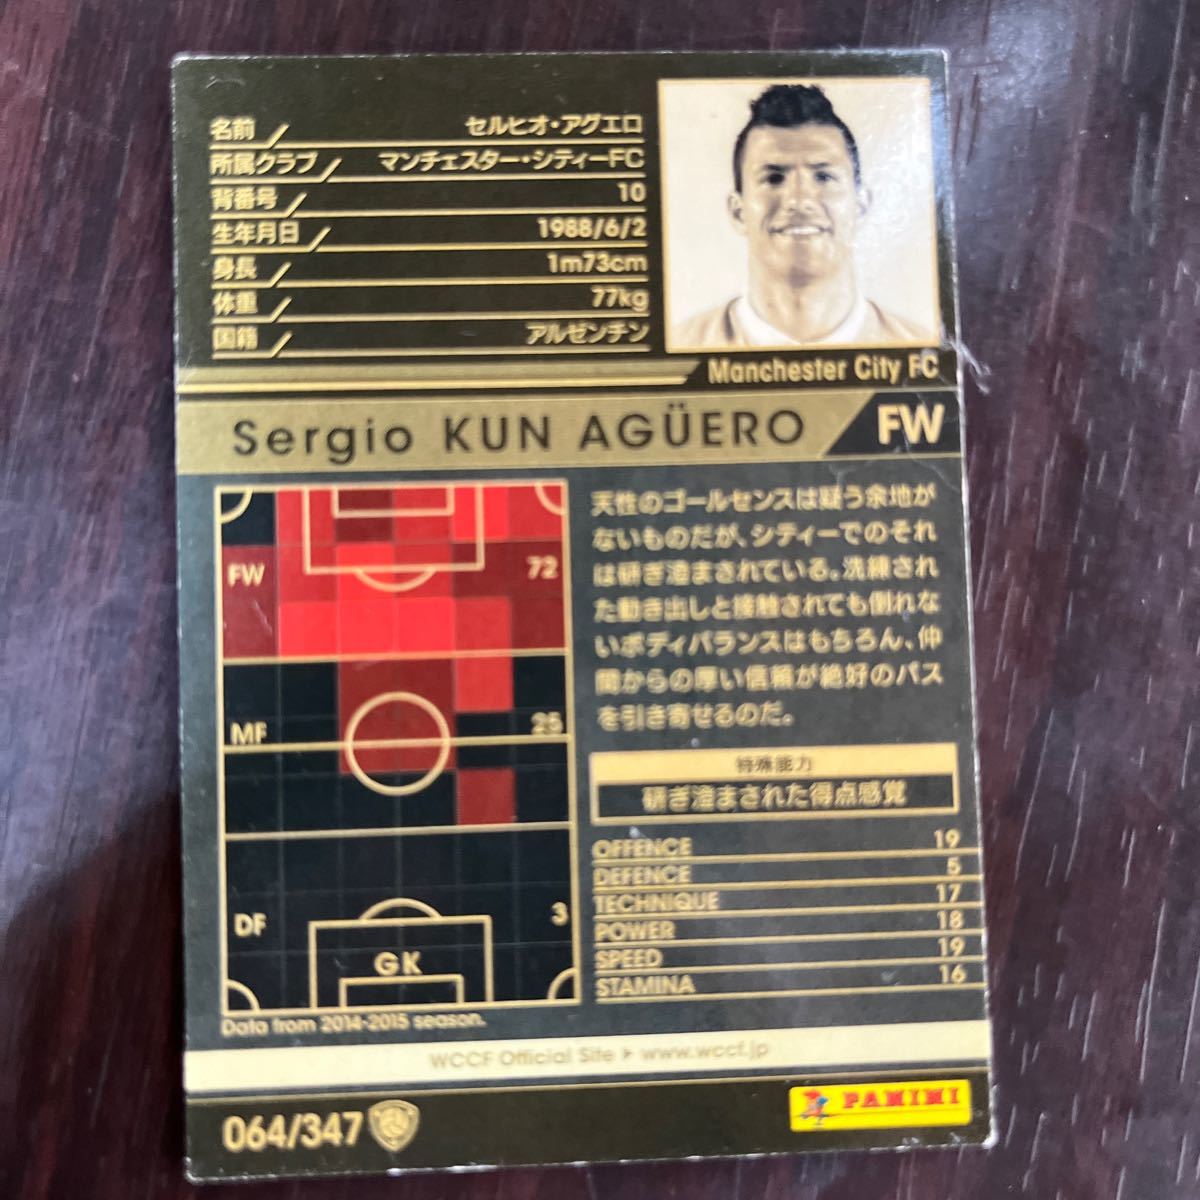 名前 セルヒオ・アグエロ
所属クラブ マンチェスター・シティーFC
背番号 10
生年月日 1988/6/2
身長 1m73cm
体重 77kg
国籍 アルゼンチン
Manchester City FC
Sergio KUN AGÜERO FW
FW 72
MF 25
DF 3
GK
Data from 2014-2015 season.
天性のゴールセンスは疑う余地が
ないものだが、シティーでのそれ
は研ぎ澄まされている。洗練され
た動き出しと接触されても倒れな
いボディバランスはもちろん、仲
間からの厚い信頼が絶好のパス
を引き寄せるのだ。
特殊能力
研ぎ澄まされた得点感覚
OFFENCE 19
DEFENCE 5
TECHNIQUE 17
POWER 18
SPEED 19
STAMINA 16
WCCF Official Site ▶ www.wccf.jp
064/347
PANINI